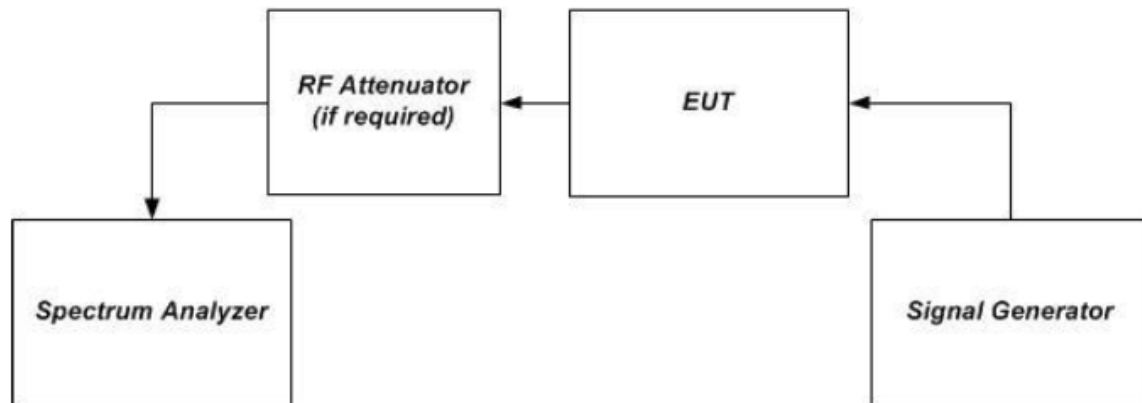 RF Attenuator
(if required)
EUT
Spectrum Analyzer
Signal Generator